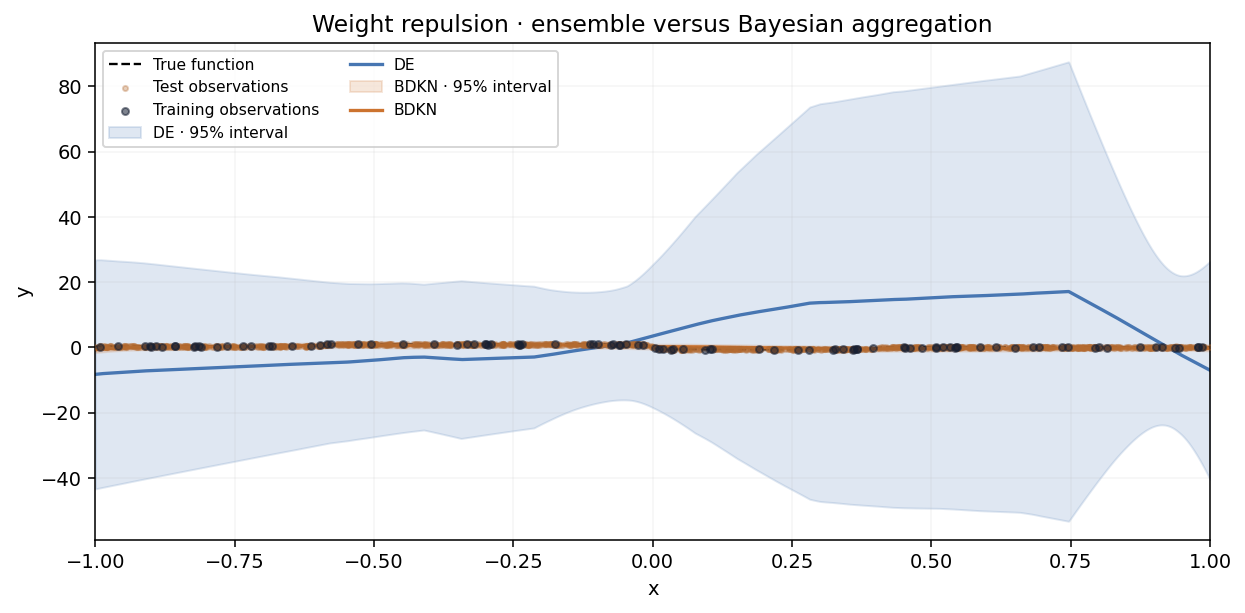 Weight repulsion · ensemble versus Bayesian aggregation
True function
Test observations
Training observations
DE · 95% interval
DE
BDKN · 95% interval
BDKN
80
60
40
20
0
−20
−40
y
−1.00
−0.75
−0.50
−0.25
0.00
0.25
0.50
0.75
1.00
x